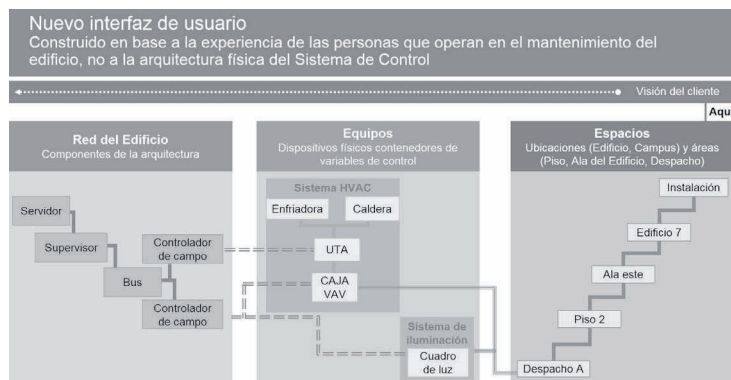 Nuevo interfaz de usuario
Construido en base a la experiencia de las personas que operan en el mantenimiento del
edificio, no a la arquitectura física del Sistema de Control
Visión del cliente
Aqu
Red del Edificio
Componentes de la arquitectura
Servidor
Supervisor
Bus
Controlador
de campo
Controlador
de campo
Equipos
Dispositivos físicos contenedores de
variables de control
Sistema HVAC
Enfriadora
Caldera
UTA
CAJA
VAV
Sistema de
iluminación
Cuadro
de luz
Espacios
Ubicaciones (Edificio, Campus) y áreas
(Piso, Ala del Edificio, Despacho)
Instalación
Edificio 7
Ala este
Piso 2
Despacho A